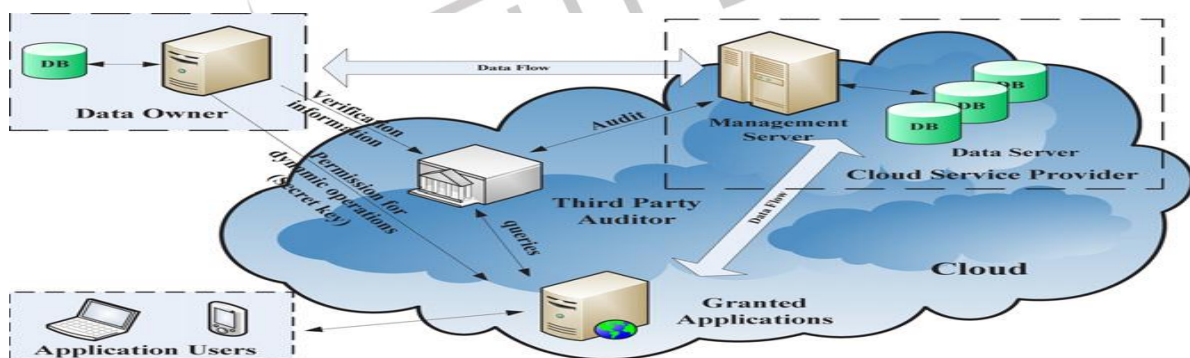 DB
Data Owner
Data Flow
Verification
information
Permission for
dynamic operations
(Secret key)
Audit
Management
Server
DB
DB
DB
Data Server
Cloud Service Provider
Third Party
Auditor
queries
Data Flow
Cloud
Granted
Applications
Application Users